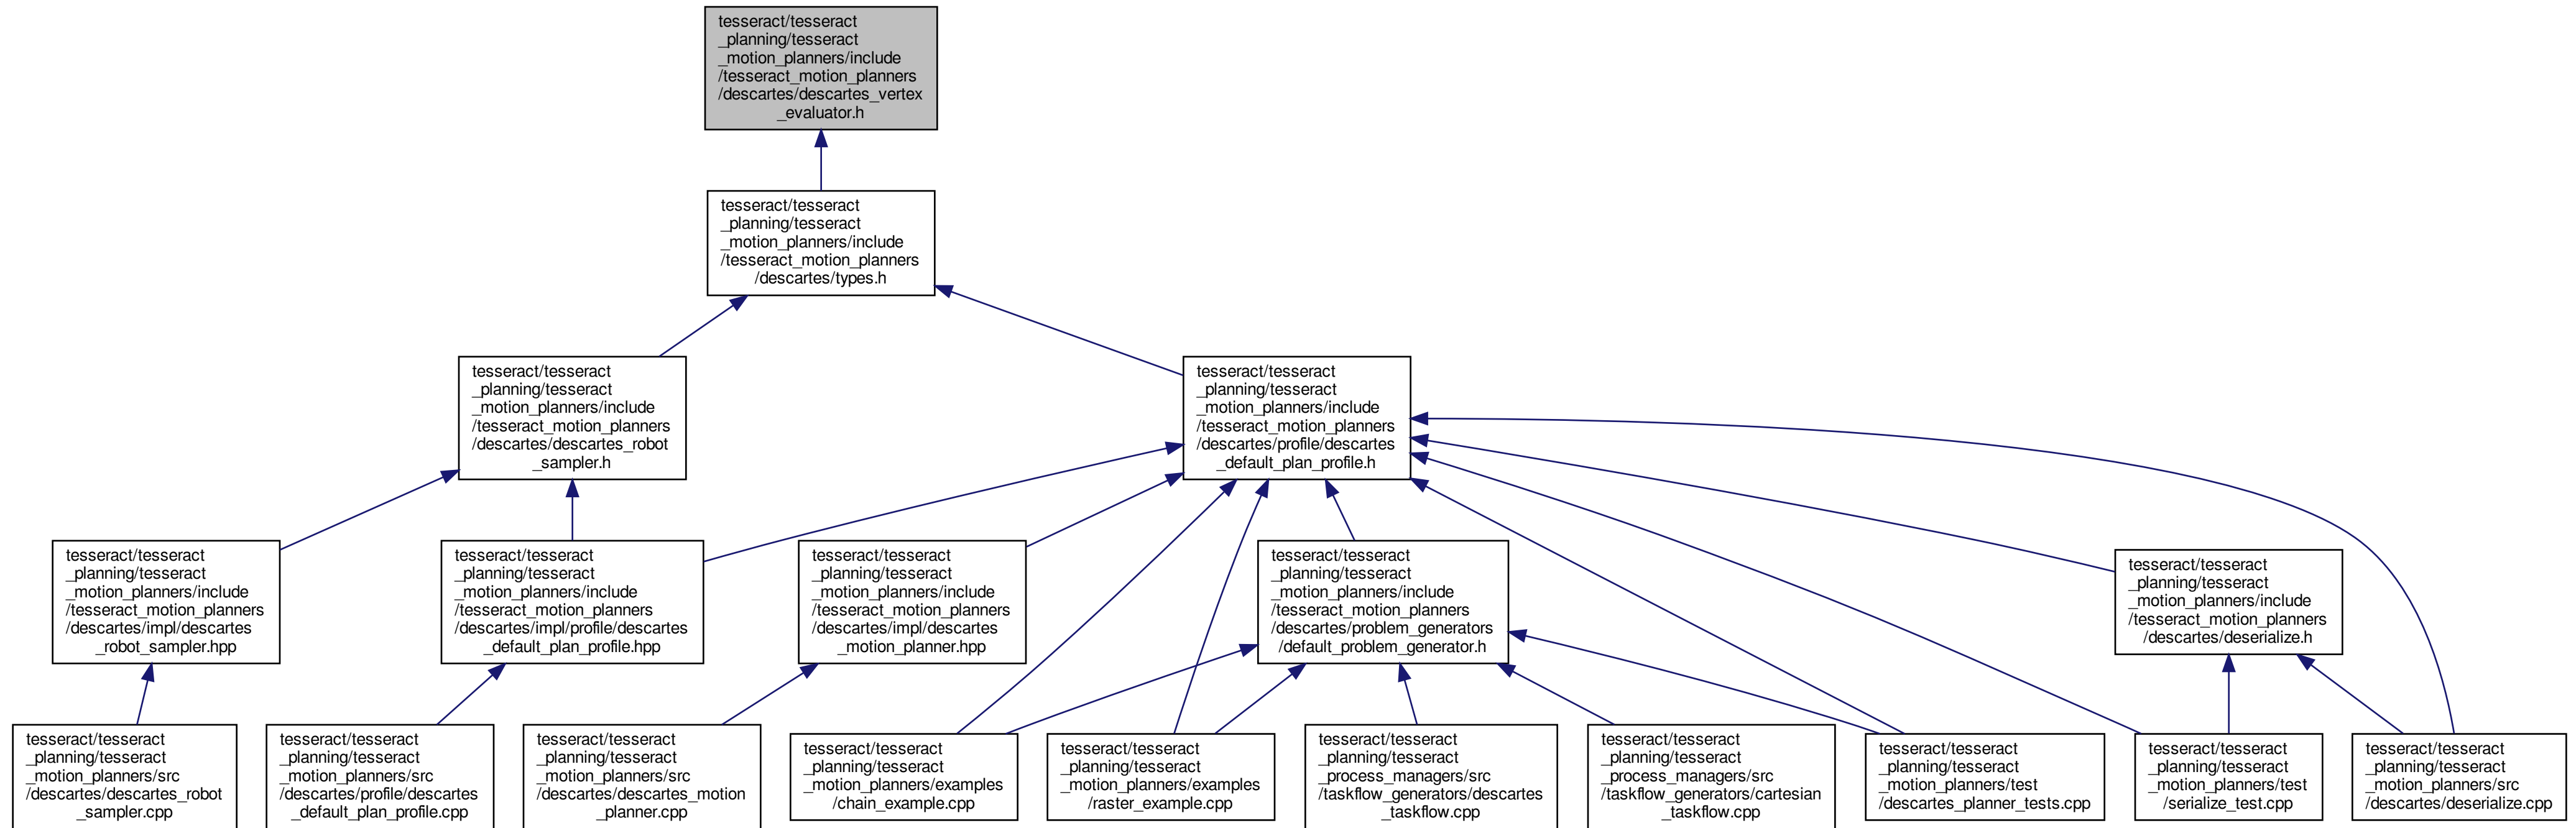 tesseract/tesseract
_planning/tesseract
_motion_planners/include
/tesseract_motion_planners
/descartes/descartes_vertex
_evaluator.h
tesseract/tesseract
_planning/tesseract
_motion_planners/include
/tesseract_motion_planners
/descartes/types.h
tesseract/tesseract
_planning/tesseract
_motion_planners/include
/tesseract_motion_planners
/descartes/descartes_robot
_sampler.h
tesseract/tesseract
_planning/tesseract
_motion_planners/include
/tesseract_motion_planners
/descartes/profile/descartes
_default_plan_profile.h
tesseract/tesseract
_planning/tesseract
_motion_planners/include
/tesseract_motion_planners
/descartes/impl/descartes
_robot_sampler.hpp
tesseract/tesseract
_planning/tesseract
_motion_planners/include
/tesseract_motion_planners
/descartes/impl/profile/descartes
_default_plan_profile.hpp
tesseract/tesseract
_planning/tesseract
_motion_planners/include
/tesseract_motion_planners
/descartes/impl/descartes
_motion_planner.hpp
tesseract/tesseract
_planning/tesseract
_motion_planners/include
/tesseract_motion_planners
/descartes/problem_generators
/default_problem_generator.h
tesseract/tesseract
_planning/tesseract
_motion_planners/include
/tesseract_motion_planners
/descartes/deserialize.h
tesseract/tesseract
_planning/tesseract
_motion_planners/src
/descartes/descartes_robot
_sampler.cpp
tesseract/tesseract
_planning/tesseract
_motion_planners/src
/descartes/profile/descartes
_default_plan_profile.cpp
tesseract/tesseract
_planning/tesseract
_motion_planners/src
/descartes/descartes_motion
_planner.cpp
tesseract/tesseract
_planning/tesseract
_motion_planners/examples
/chain_example.cpp
tesseract/tesseract
_planning/tesseract
_motion_planners/examples
/raster_example.cpp
tesseract/tesseract
_planning/tesseract
_process_managers/src
/taskflow_generators/descartes
_taskflow.cpp
tesseract/tesseract
_planning/tesseract
_process_managers/src
/taskflow_generators/cartesian
_taskflow.cpp
tesseract/tesseract
_planning/tesseract
_motion_planners/test
/descartes_planner_tests.cpp
tesseract/tesseract
_planning/tesseract
_motion_planners/test
/serialize_test.cpp
tesseract/tesseract
_planning/tesseract
_motion_planners/src
/descartes/deserialize.cpp